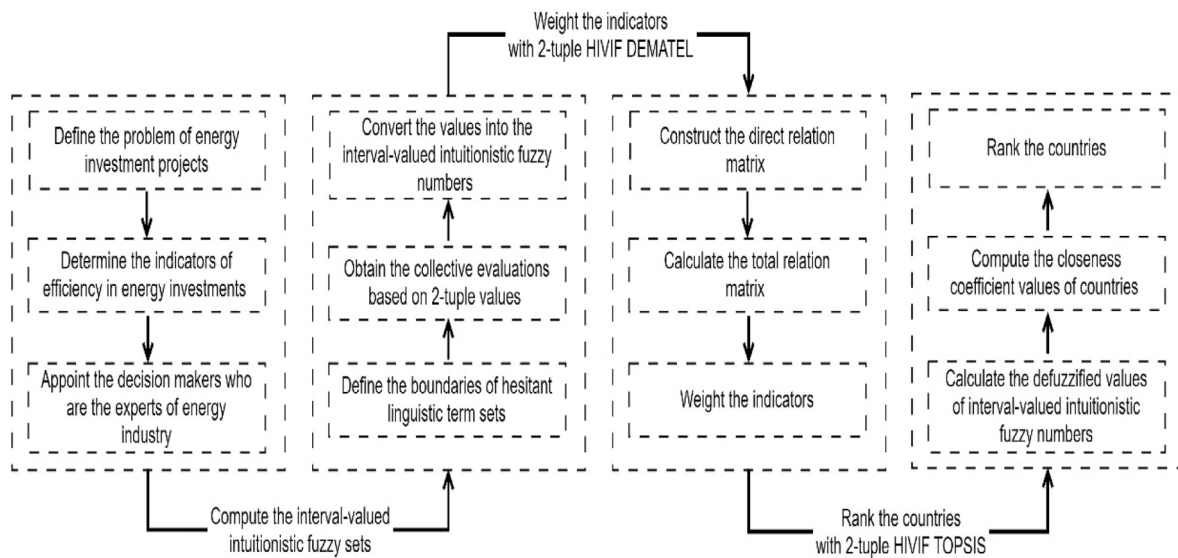 Weight the indicators
with 2-tuple HIVIF DEMATEL
Define the problem of energy
investment projects
Determine the indicators of
efficiency in energy investments
Appoint the decision makers who
are the experts of energy
industry
Compute the interval-valued
intuitionistic fuzzy sets
Convert the values into the
interval-valued intuitionistic fuzzy
numbers
Obtain the collective evaluations
based on 2-tuple values
Define the boundaries of hesitant
linguistic term sets
Construct the direct relation
matrix
Calculate the total relation
matrix
Weight the indicators
Rank the countries
with 2-tuple HIVIF TOPSIS
Rank the countries
Compute the closeness
coefficient values of countries
Calculate the defuzzified values
of interval-valued intuitionistic
fuzzy numbers